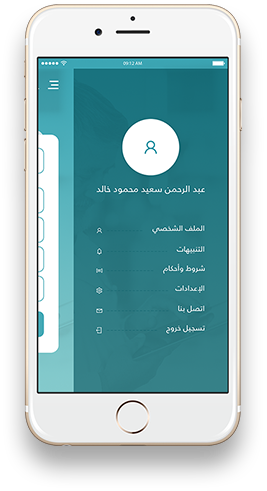 09:12 AM
عبد الرحمن سعيد محمود خالد
الملف الشخصي
التنبيهات
شروط وأحكام
الإعدادات
اتصل بنا
تسجيل خروج